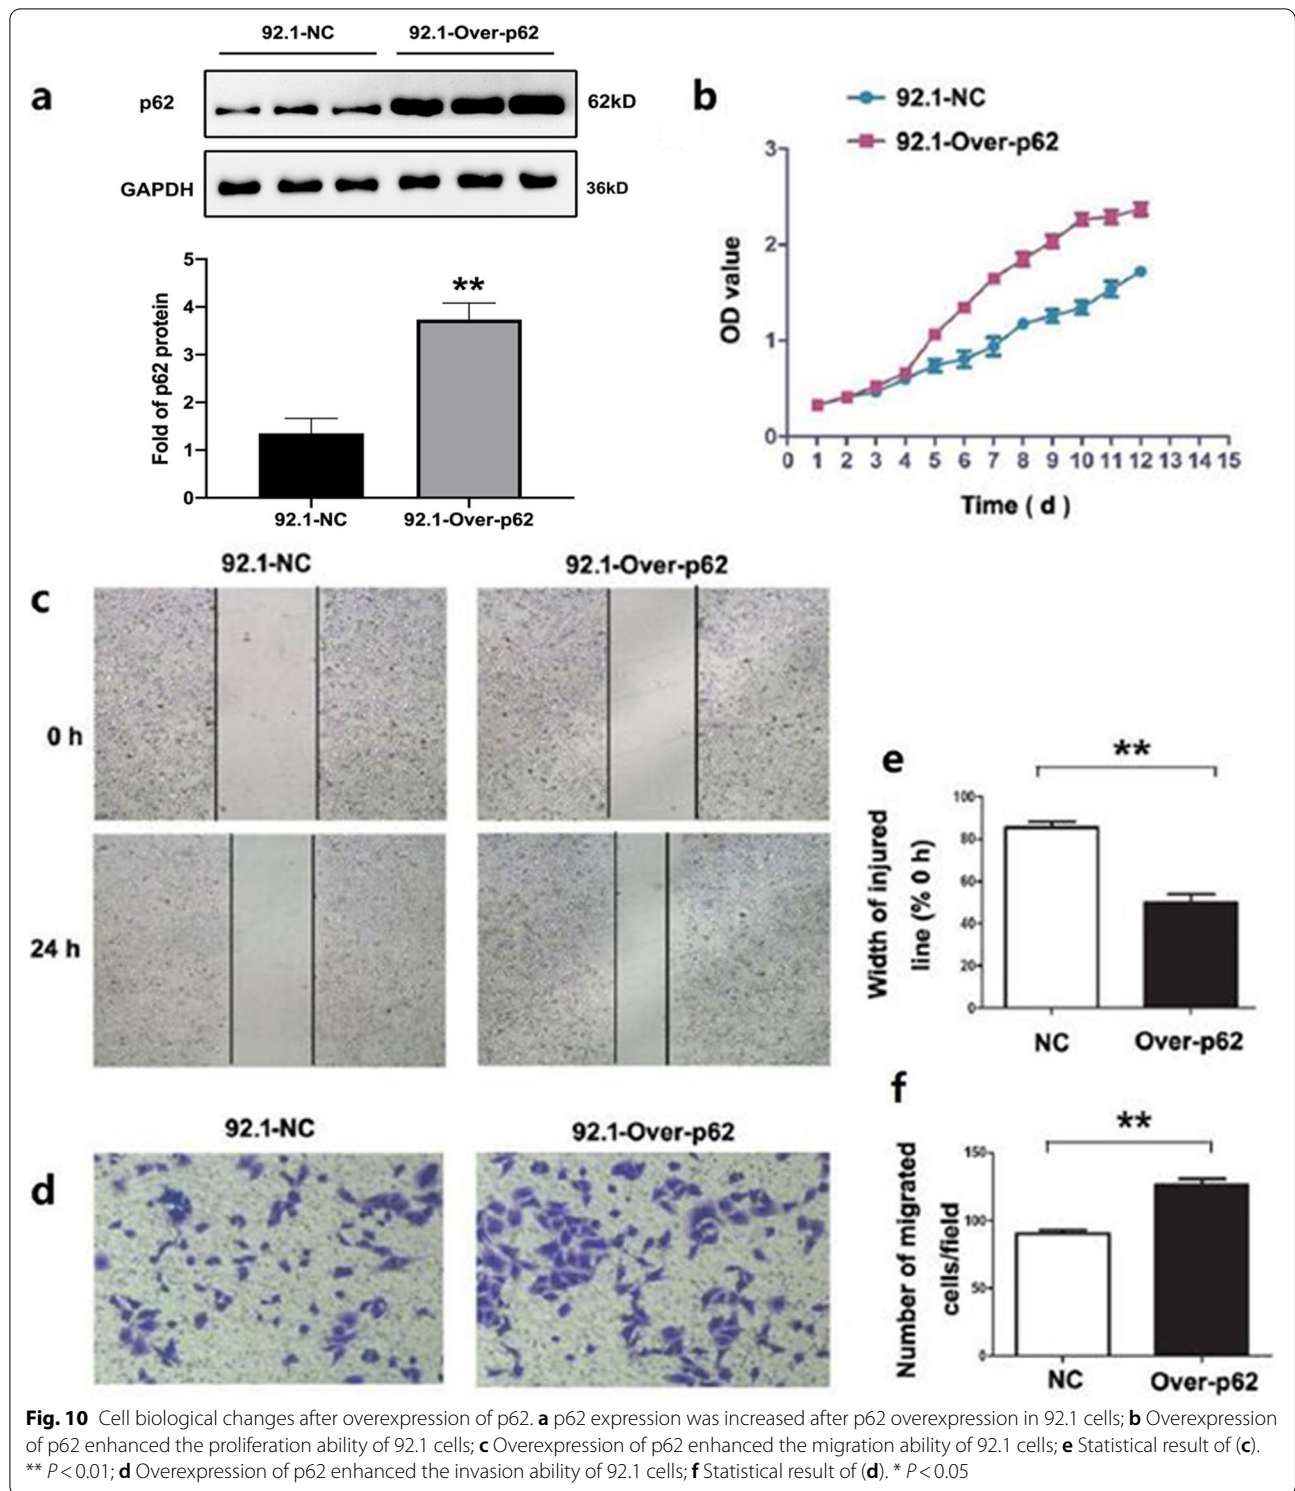 a
92.1-NC 92.1-Over-p62
p62 62kD
GAPDH 36kD
Fold of p62 protein
5
4
3
2
1
0
**
92.1-NC 92.1-Over-p62
b
92.1-NC
92.1-Over-p62
OD value
3
2
1
0
0 1 2 3 4 5 6 7 8 9 10 11 12 13 14 15
Time ( d )
c
92.1-NC 92.1-Over-p62
0 h
24 h
e
**
Width of injured
line (% 0 h)
100
80
60
40
20
0
NC Over-p62
d
92.1-NC 92.1-Over-p62
f
**
Number of migrated
cells/field
150
100
50
0
NC Over-p62
Fig. 10 Cell biological changes after overexpression of p62. a p62 expression was increased after p62 overexpression in 92.1 cells; b Overexpression
of p62 enhanced the proliferation ability of 92.1 cells; c Overexpression of p62 enhanced the migration ability of 92.1 cells; e Statistical result of (c).
** P < 0.01; d Overexpression of p62 enhanced the invasion ability of 92.1 cells; f Statistical result of (d). * P < 0.05